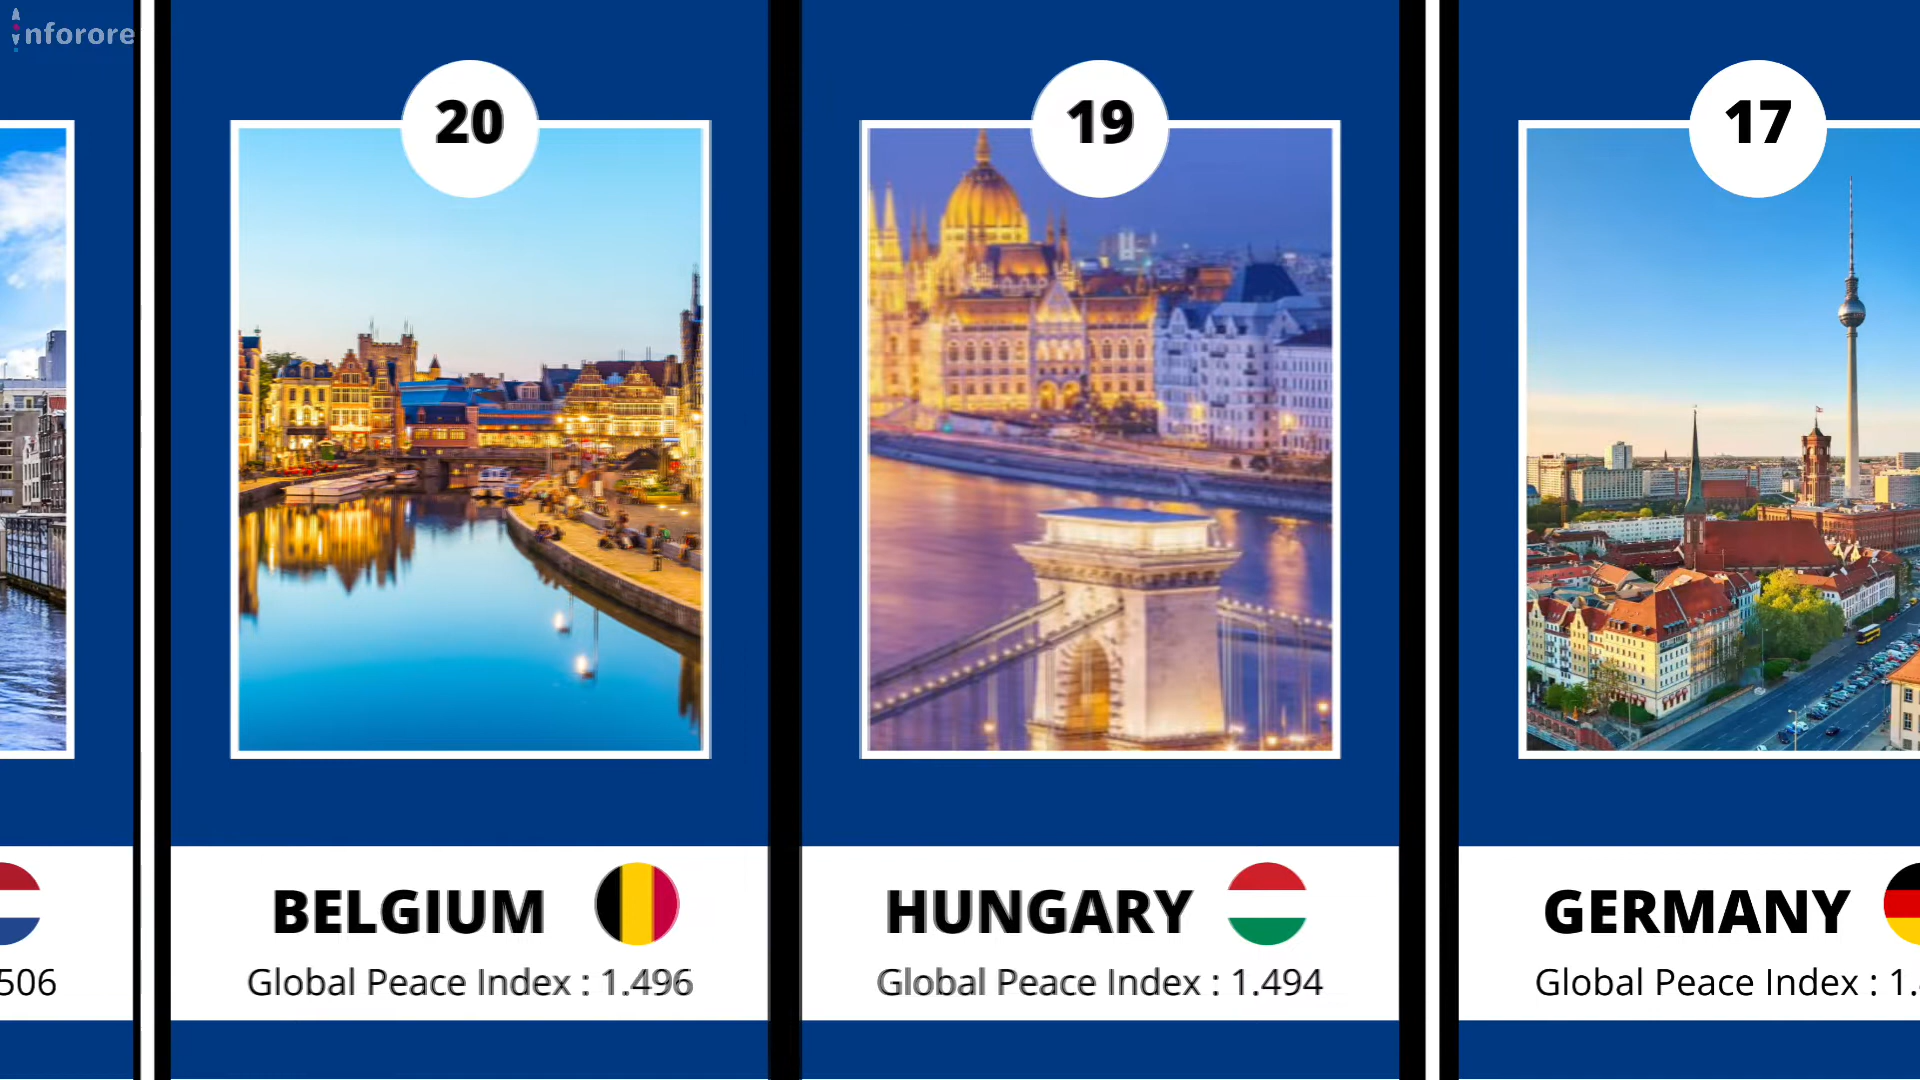 inforore
20
19
17
BELGIUM
HUNGARY
GERMANY
506
Global Peace Index : 1.496
Global Peace Index : 1.494
Global Peace Index : 1.